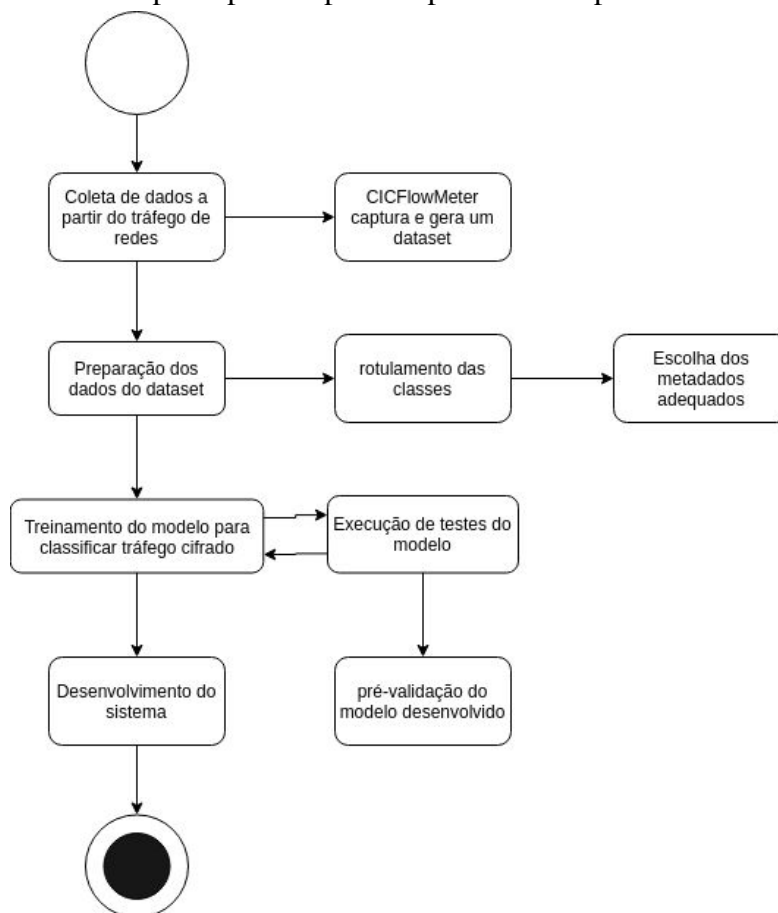 Coleta de dados a
partir do tráfego de
redes
CICFlowMeter
captura e gera um
dataset
Preparação dos
dados do dataset
rotulamento das
classes
Escolha dos
metadados
adequados
Treinamento do modelo para
classificar tráfego cifrado
Execução de testes do
modelo
Desenvolvimento do
sistema
pré-validação do
modelo desenvolvido